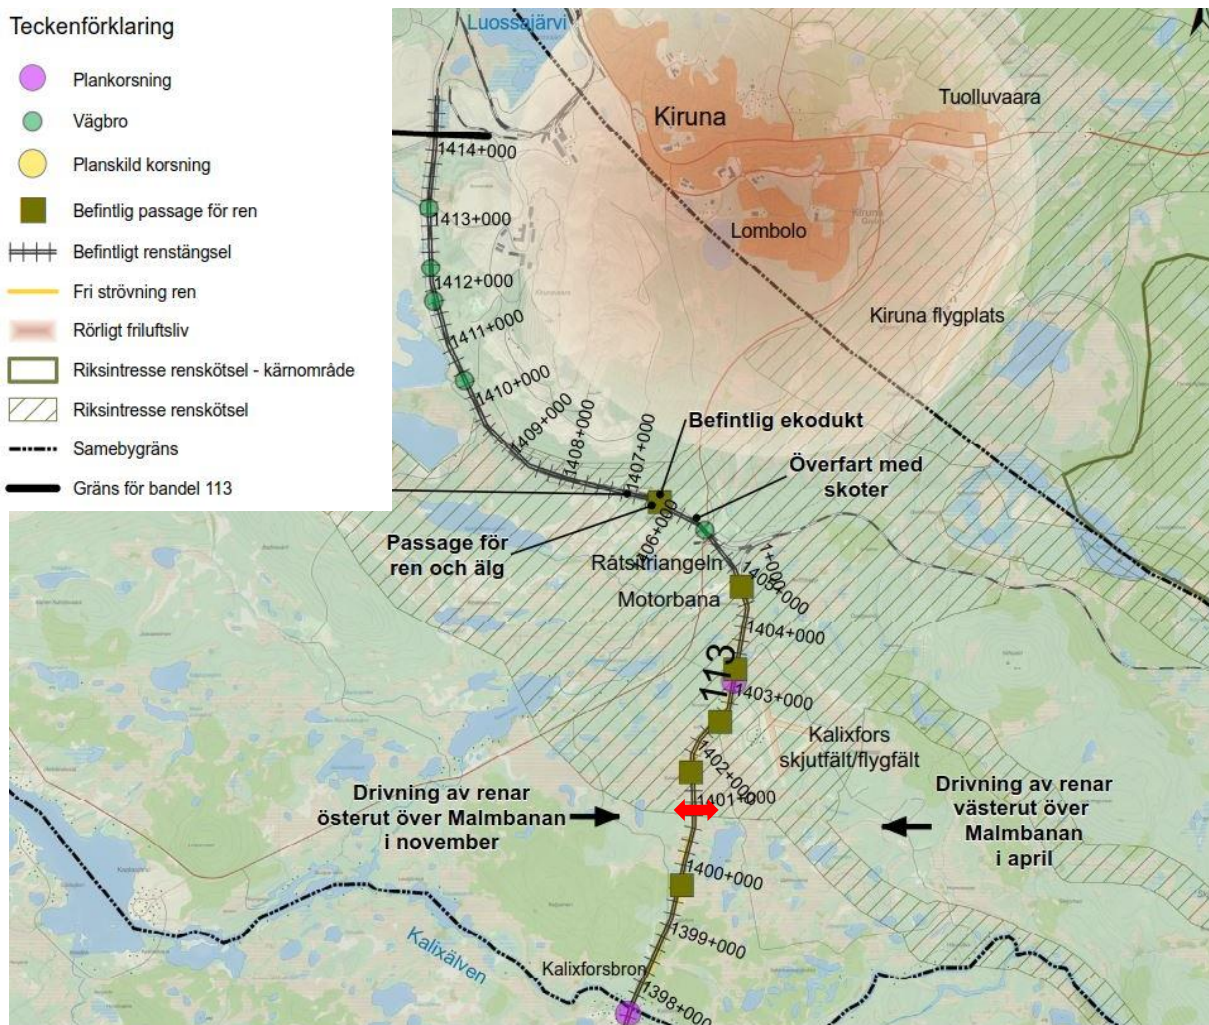 Teckenförklaring
Plankorsning
Vägbro
Planskild korsning
Befintlig passage för ren
Befintligt renstängsel
Fri strövning ren
Rörligt friluftsliv
Riksintresse renskötsel - kärnområde
Riksintresse renskötsel
Samebygräns
Gräns för bandel 113
Luossajärvi
Kiruna
Tuolluvaara
1414+000
1413+000
Lombolo
1412+000
Kiruna flygplats
1411+000
1410+000
1409+000
1408+000
1407+000
Befintlig ekodukt
Överfart med
skoter
1406+000
Passage för
ren och älg
Råtsitriangeln
1+000
1405+000
Motorbana
1404+000
113
1403+000
Kalixfors
skjutfält/flygfält
1402+000
1401+000
Drivning av renar
österut över Malmbanan
i november
Drivning av renar
västerut över
Malmbanan
i april
1400+000
1399+000
Kalixälven
Kalixforsbron
1398+000